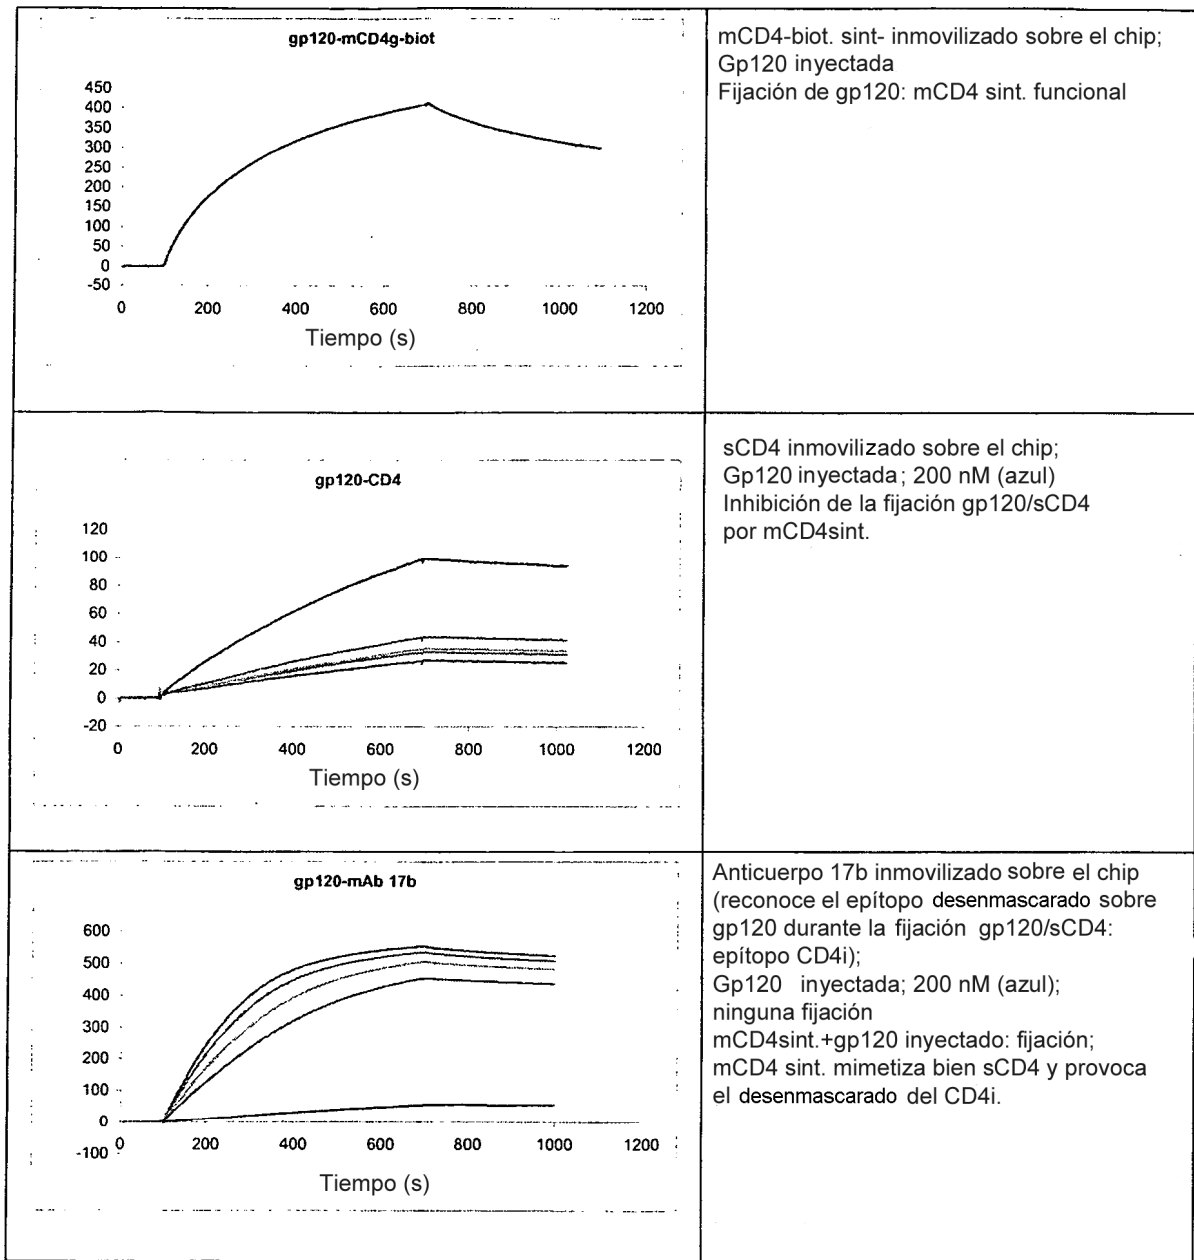 gp120-mCD4g-biot
450
400
350
300
250
200
150
100
50
0
-50
0 200 400 600 800 1000 1200
Tiempo (s)
mCD4-biot. sint- inmovilizado sobre el chip;
Gp120 inyectada
Fijación de gp120: mCD4 sint. funcional
gp120-CD4
120
100
80
60
40
20
0
-20
0 200 400 600 800 1000 1200
Tiempo (s)
sCD4 inmovilizado sobre el chip;
Gp120 inyectada; 200 nM (azul)
Inhibición de la fijación gp120/sCD4
por mCD4sint.
gp120-mAb 17b
600
500
400
300
200
100
0
-100
0 200 400 600 800 1000 1200
Tiempo (s)
Anticuerpo 17b inmovilizado sobre el chip
(reconoce el epítopo desenmascarado sobre
gp120 durante la fijación gp120/sCD4:
epítopo CD4i);
Gp120 inyectada; 200 nM (azul);
ninguna fijación
mCD4sint.+gp120 inyectado: fijación;
mCD4 sint. mimetiza bien sCD4 y provoca
el desenmascarado del CD4i.